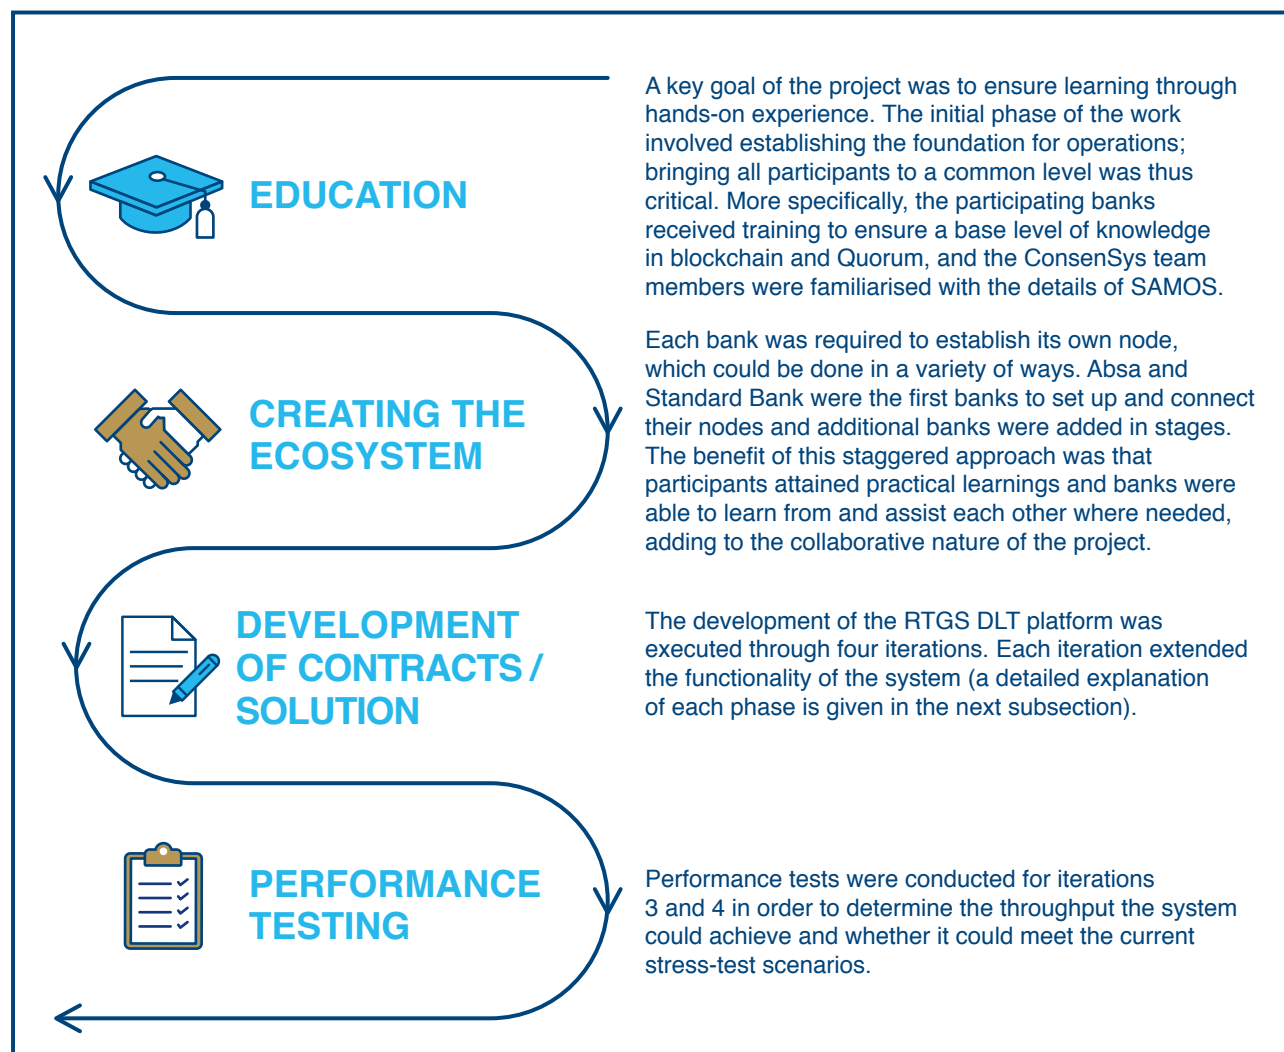 EDUCATION
A key goal of the project was to ensure learning through
hands-on experience. The initial phase of the work
involved establishing the foundation for operations;
bringing all participants to a common level was thus
critical. More specifically, the participating banks
received training to ensure a base level of knowledge
in blockchain and Quorum, and the ConsenSys team
members were familiarised with the details of SAMOS.
CREATING THE
ECOSYSTEM
Each bank was required to establish its own node,
which could be done in a variety of ways. Absa and
Standard Bank were the first banks to set up and connect
their nodes and additional banks were added in stages.
The benefit of this staggered approach was that
participants attained practical learnings and banks were
able to learn from and assist each other where needed,
adding to the collaborative nature of the project.
DEVELOPMENT
OF CONTRACTS /
SOLUTION
The development of the RTGS DLT platform was
executed through four iterations. Each iteration extended
the functionality of the system (a detailed explanation
of each phase is given in the next subsection).
PERFORMANCE
TESTING
Performance tests were conducted for iterations
3 and 4 in order to determine the throughput the system
could achieve and whether it could meet the current
stress-test scenarios.